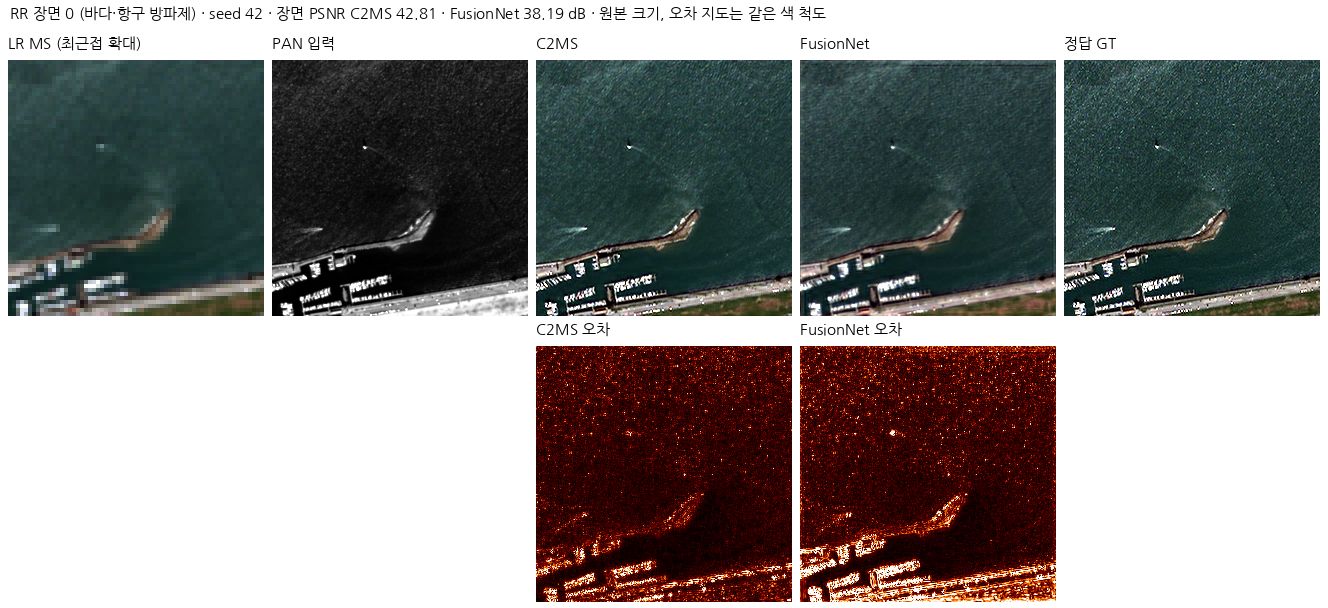 RR 장면 0 (바다·항구 방파제) · seed 42 · 장면 PSNR C2MS 42.81 · FusionNet 38.19 dB · 원본 크기, 오차 지도는 같은 색 척도
LR MS (최근접 확대)
PAN 입력
C2MS
FusionNet
정답 GT
C2MS 오차
FusionNet 오차